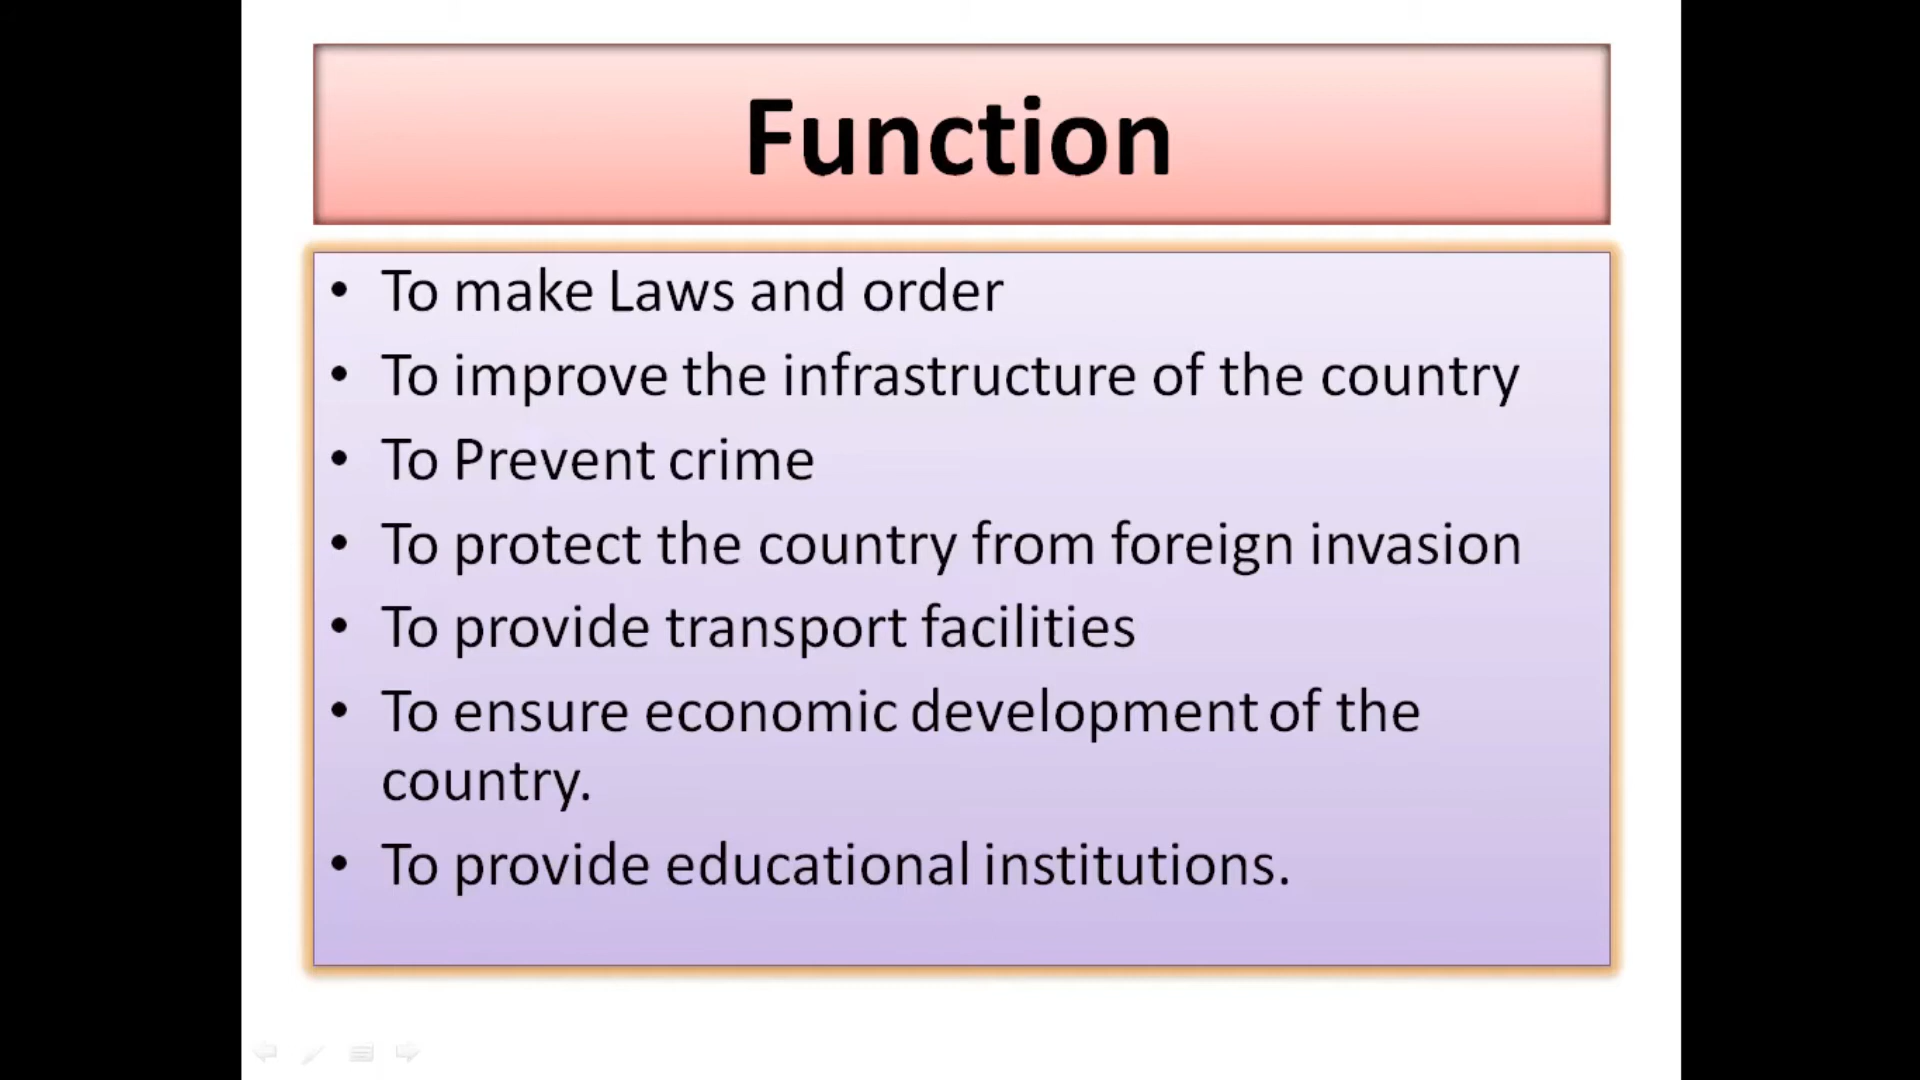 Function
• To make Laws and order
• To improve the infrastructure of the country
• To Prevent crime
• To protect the country from foreign invasion
• To provide transport facilities
• To ensure economic development of the
country.
• To provide educational institutions.